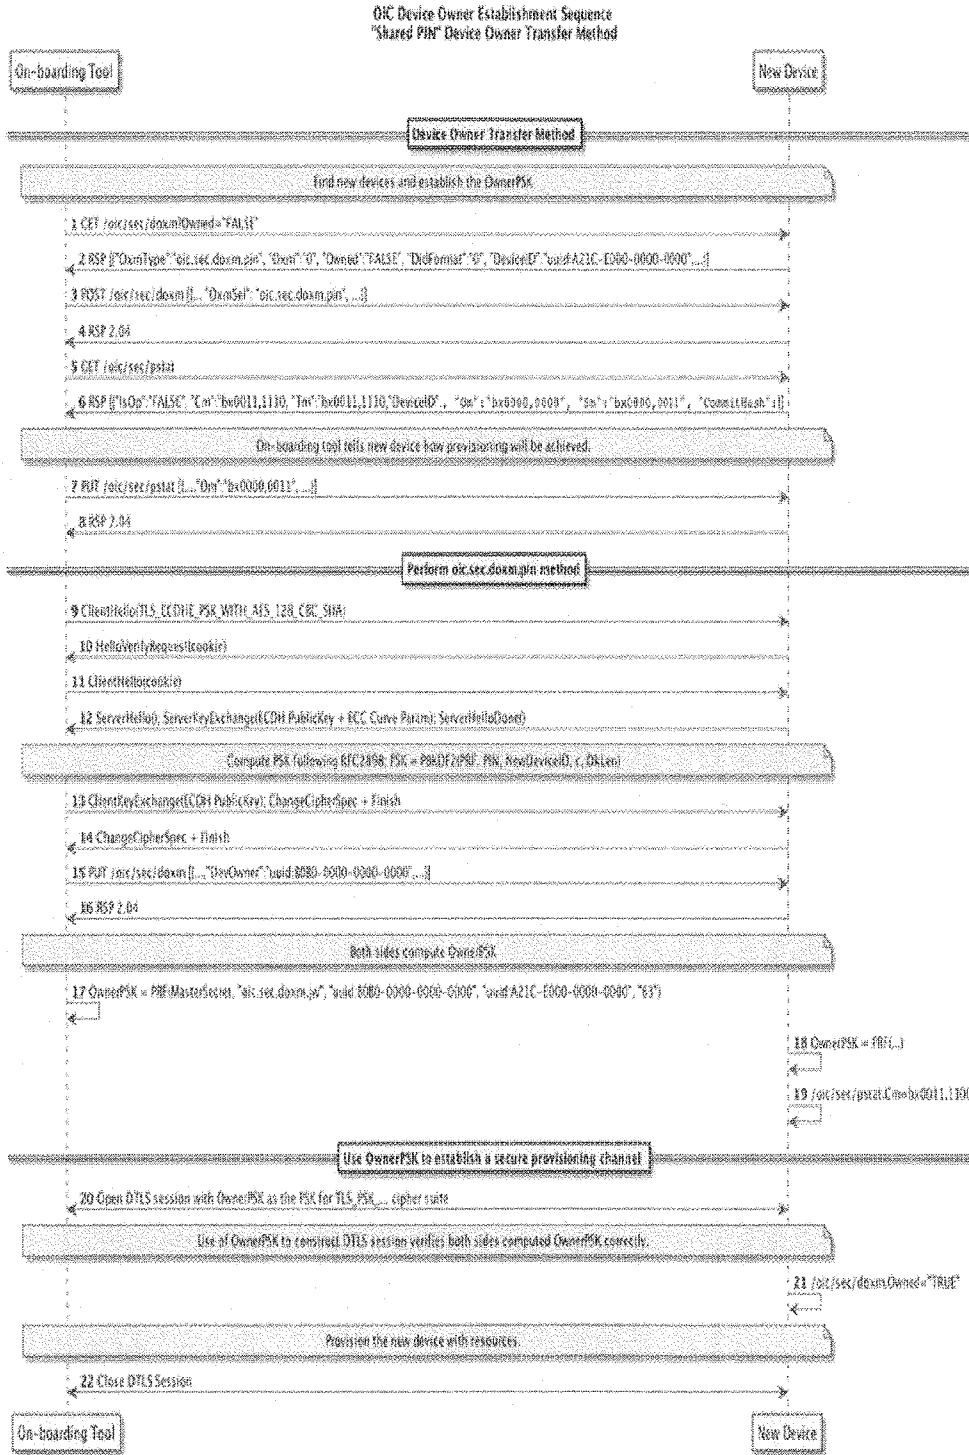 OIC Device Owner Establishment Sequence
"Shared PIN" Device Owner Transfer Method
On-boarding Tool
New Device
Device Owner Transfer Method
Find new devices and establish the OwnerPSK
1 GET /oic/sec/doxm?Owned="FALSE"
2 RSP [{"OxmType":"oic.sec.doxm.pin", "Oxm":"0", "Owned":"FALSE", "DidFormat":"0", "DeviceID":"uuid:A21C-E000-0000-0000",...}]
3 POST /oic/sec/doxm [{... "OxmSel": "oic.sec.doxm.pin", ...}]
4 RSP 2.04
5 GET /oic/sec/pstat
6 RSP [{"IsOp":"FALSE", "Cm":"bx0011,1110, "Tm":"bx0011,1110,"DeviceID"., "Om":"bx0000,0000", "Sm":"bx0000,0011", "CommitHash":}]
On-boarding tool tells new device how provisioning will be achieved.
7 PUT /oic/sec/pstat [{..., "Om":"bx0000,0011", ...}]
8 RSP 2.04
Perform oic.sec.doxm.pin method
9 ClientHello(TLS_ECDHE_PSK_WITH_AES_128_CBC_SHA)
10 HelloVerifyRequest(cookie)
11 ClientHello(cookie)
12 ServerHello(); ServerKeyExchange(ECDH PublicKey + ECC Curve Param); ServerHelloDone()
Compute PSK following RFC2898: PSK = PBKDF2(PRF, PIN, NewDeviceID, c, DkLen)
13 ClientKeyExchange(ECDH PublicKey); ChangeCipherSpec + Finish
14 ChangeCipherSpec + Finish
15 PUT /oic/sec/doxm [{...,"DevOwner":"uuid:B0B0-0000-0000-0000",...}]
16 RSP 2.04
Both sides compute OwnerPSK
17 OwnerPSK = PRF(MasterSecret, "oic.sec.doxm.jw", "uuid:B0B0-0000-0000-0000", "uuid:A21C-E000-0000-0000", "63")
18 OwnerPSK = PRF(...)
19 /oic/sec/pstat.Cm=bx0011,1100
Use OwnerPSK to establish a secure provisioning channel
20 Open DTLS session with OwnerPSK as the PSK for TLS_PSK_... cipher suite
Use of OwnerPSK to construct DTLS session verifies both sides computed OwnerPSK correctly.
21 /oic/sec/doxm.Owned="TRUE"
Provision the new device with resources.
22 Close DTLS Session
On-boarding Tool
New Device